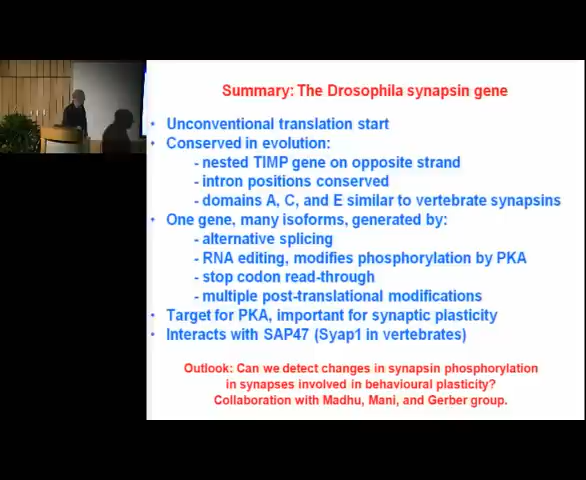 Summary: The Drosophila synapsin gene
• Unconventional translation start
• Conserved in evolution:
- nested TIMP gene on opposite strand
- intron positions conserved
- domains A, C, and E similar to vertebrate synapsins
• One gene, many isoforms, generated by:
- alternative splicing
- RNA editing, modifies phosphorylation by PKA
- stop codon read-through
- multiple post-translational modifications
• Target for PKA, important for synaptic plasticity
• Interacts with SAP47 (Syap1 in vertebrates)
Outlook: Can we detect changes in synapsin phosphorylation
in synapses involved in behavioural plasticity?
Collaboration with Madhu, Mani, and Gerber group.